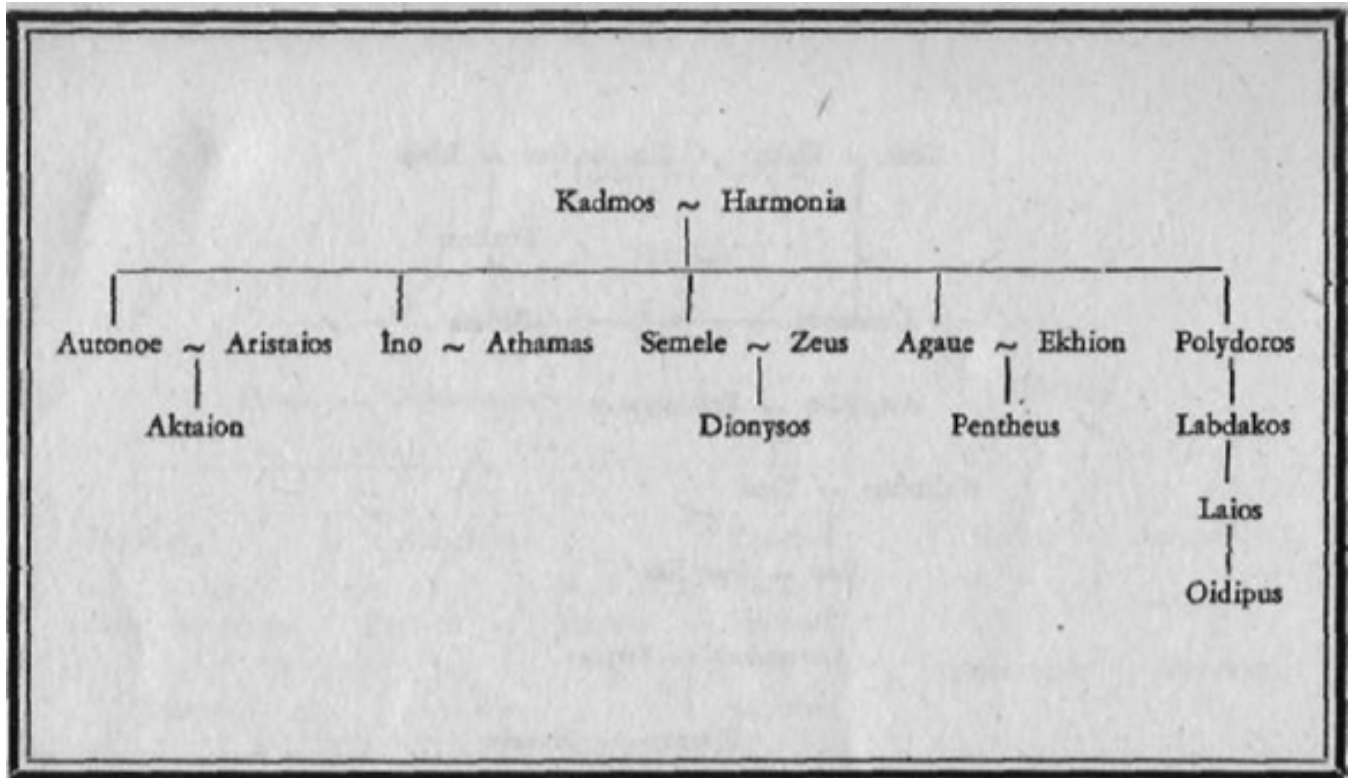 Kadmos ~ Harmonia
Autonoe ~ Aristaios Ino ~ Athamas Semele ~ Zeus Agaue ~ Ekhion Polydoros
Aktaion Dionysos Pentheus Labdakos
Laios
Oidipus